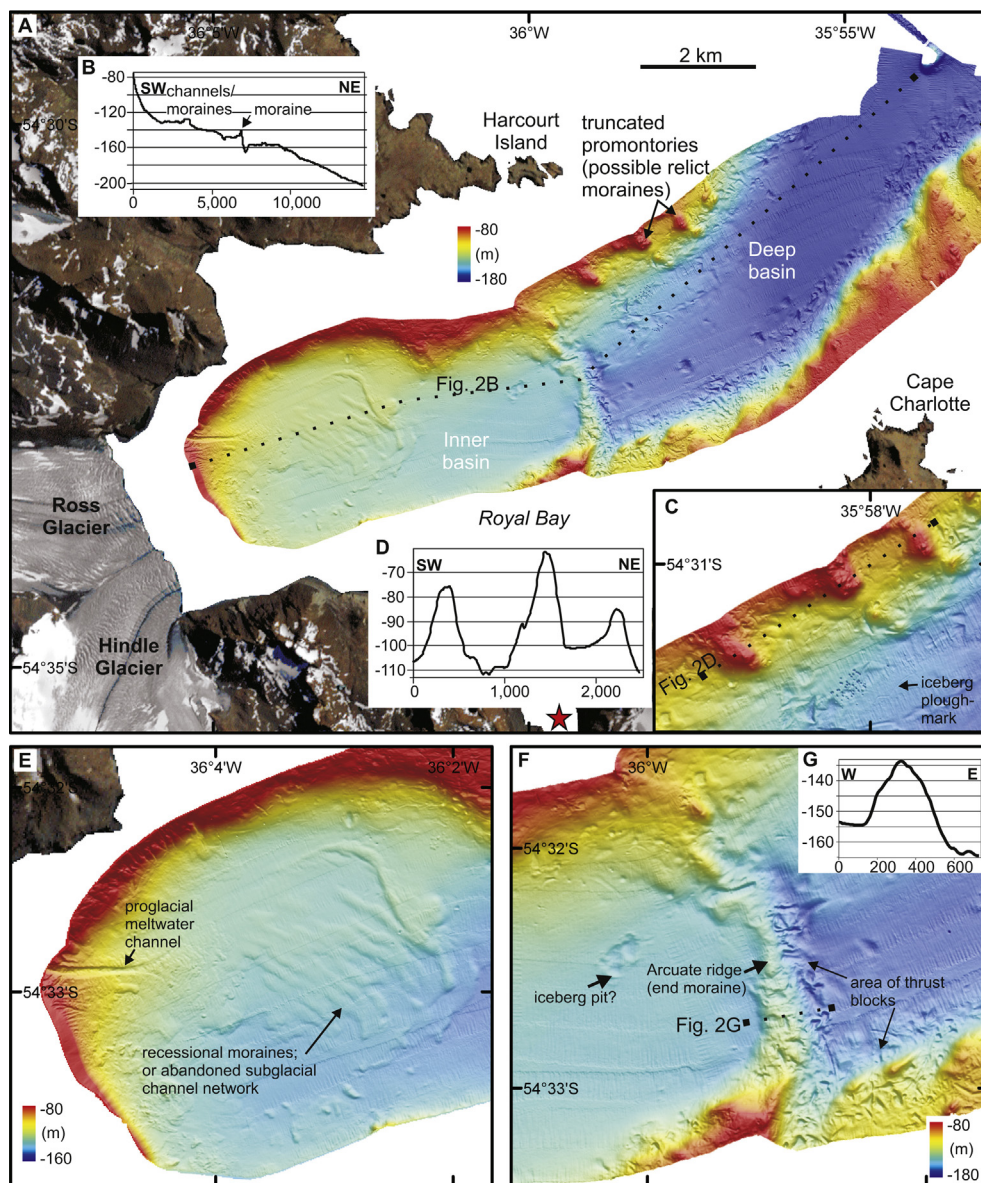 A
36°5'W
36°W
35°55'W
2 km
B
SW
NE
channels/
moraines
moraine
-80
-120
-160
-200
0
5,000
10,000
54°30'S
Harcourt
Island
truncated
promontories
(possible relict
moraines)
-80
(m)
-180
Deep
basin
Fig. 2B
Inner
basin
Cape
Charlotte
Ross
Glacier
Hindle
Glacier
Royal Bay
54°35'S
D
SW
NE
-70
-80
-90
-100
-110
0
1,000
2,000
C
35°58'W
54°31'S
Fig. 2D
iceberg
plough-
mark
E
36°4'W
36°2'W
proglacial
meltwater
channel
54°33'S
recessional moraines;
or abandoned subglacial
channel network
-80
(m)
-160
F
36°W
54°32'S
G
W
E
-140
-150
-160
0
200
400
600
iceberg pit?
Arcuate ridge
(end moraine)
area of thrust
blocks
Fig. 2G
54°33'S
-80
(m)
-180